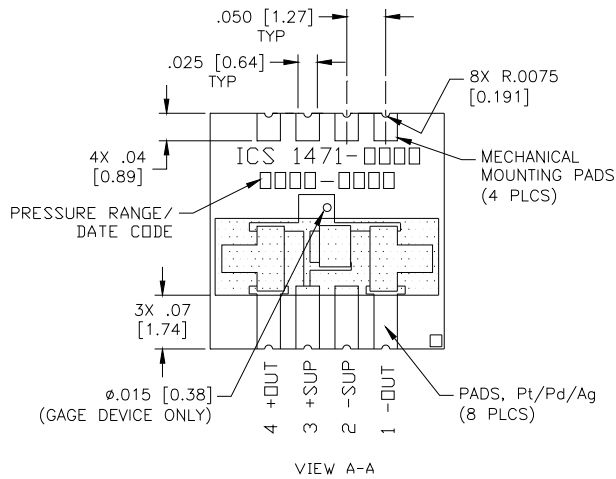 .050 [1.27]
TYP
.025 [0.64]
TYP
8X R.0075
[0.191]
4X .04
[0.89]
ICS 1471-□□□□
□□□□-□□□□
MECHANICAL
MOUNTING PADS
(4 PLCS)
PRESSURE RANGE/
DATE CODE
3X .07
[1.74]
ø.015 [0.38]
(GAGE DEVICE ONLY)
4 +OUT
3 +SUP
2 -SUP
1 -OUT
PADS, Pt/Pd/Ag
(8 PLCS)
VIEW A-A